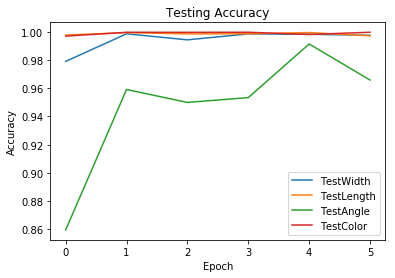 Testing Accuracy
Accuracy
1.00
0.98
0.96
0.94
0.92
0.90
0.88
0.86
TestWidth
TestLength
TestAngle
TestColor
0 1 2 3 4 5
Epoch